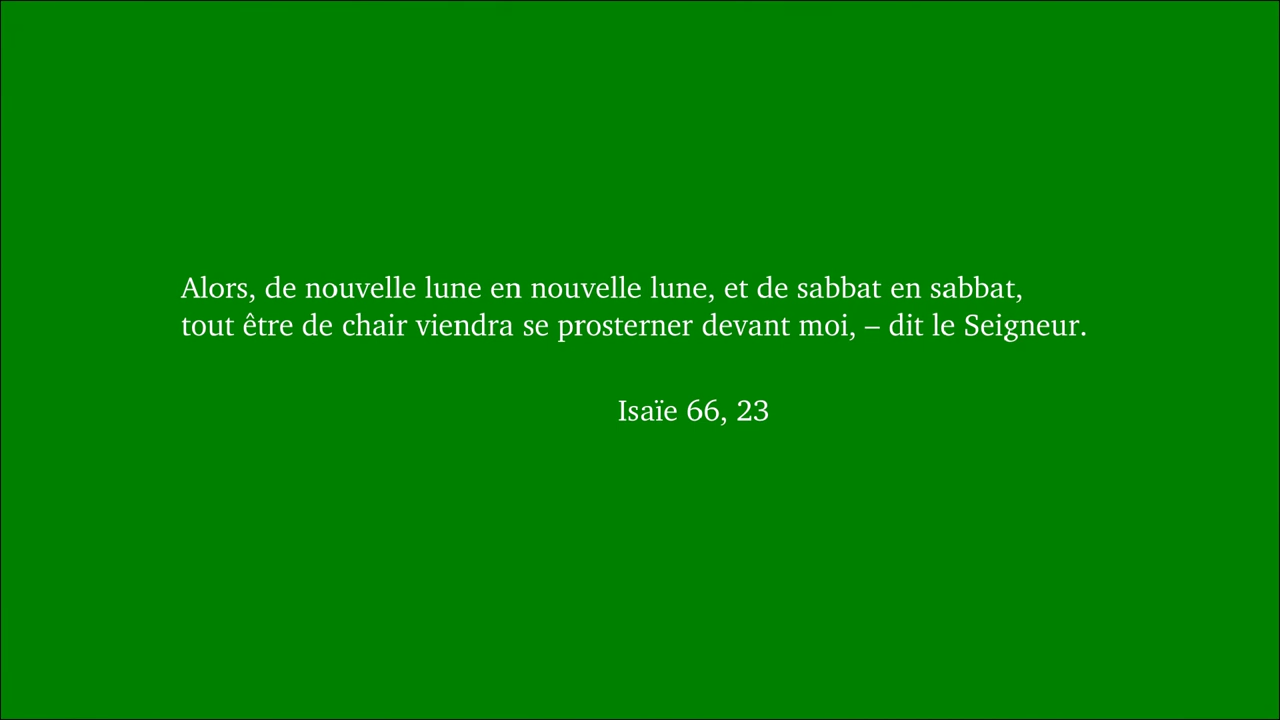 Alors, de nouvelle lune en nouvelle lune, et de sabbat en sabbat,
tout être de chair viendra se prosterner devant moi, – dit le Seigneur.
Isaïe 66, 23